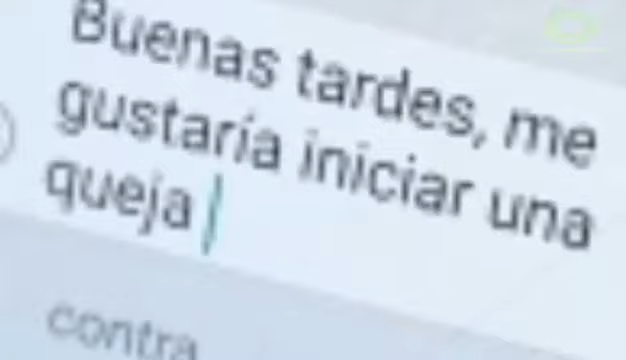 Buenas tardes, me
gustaría iniciar una
queja
contra